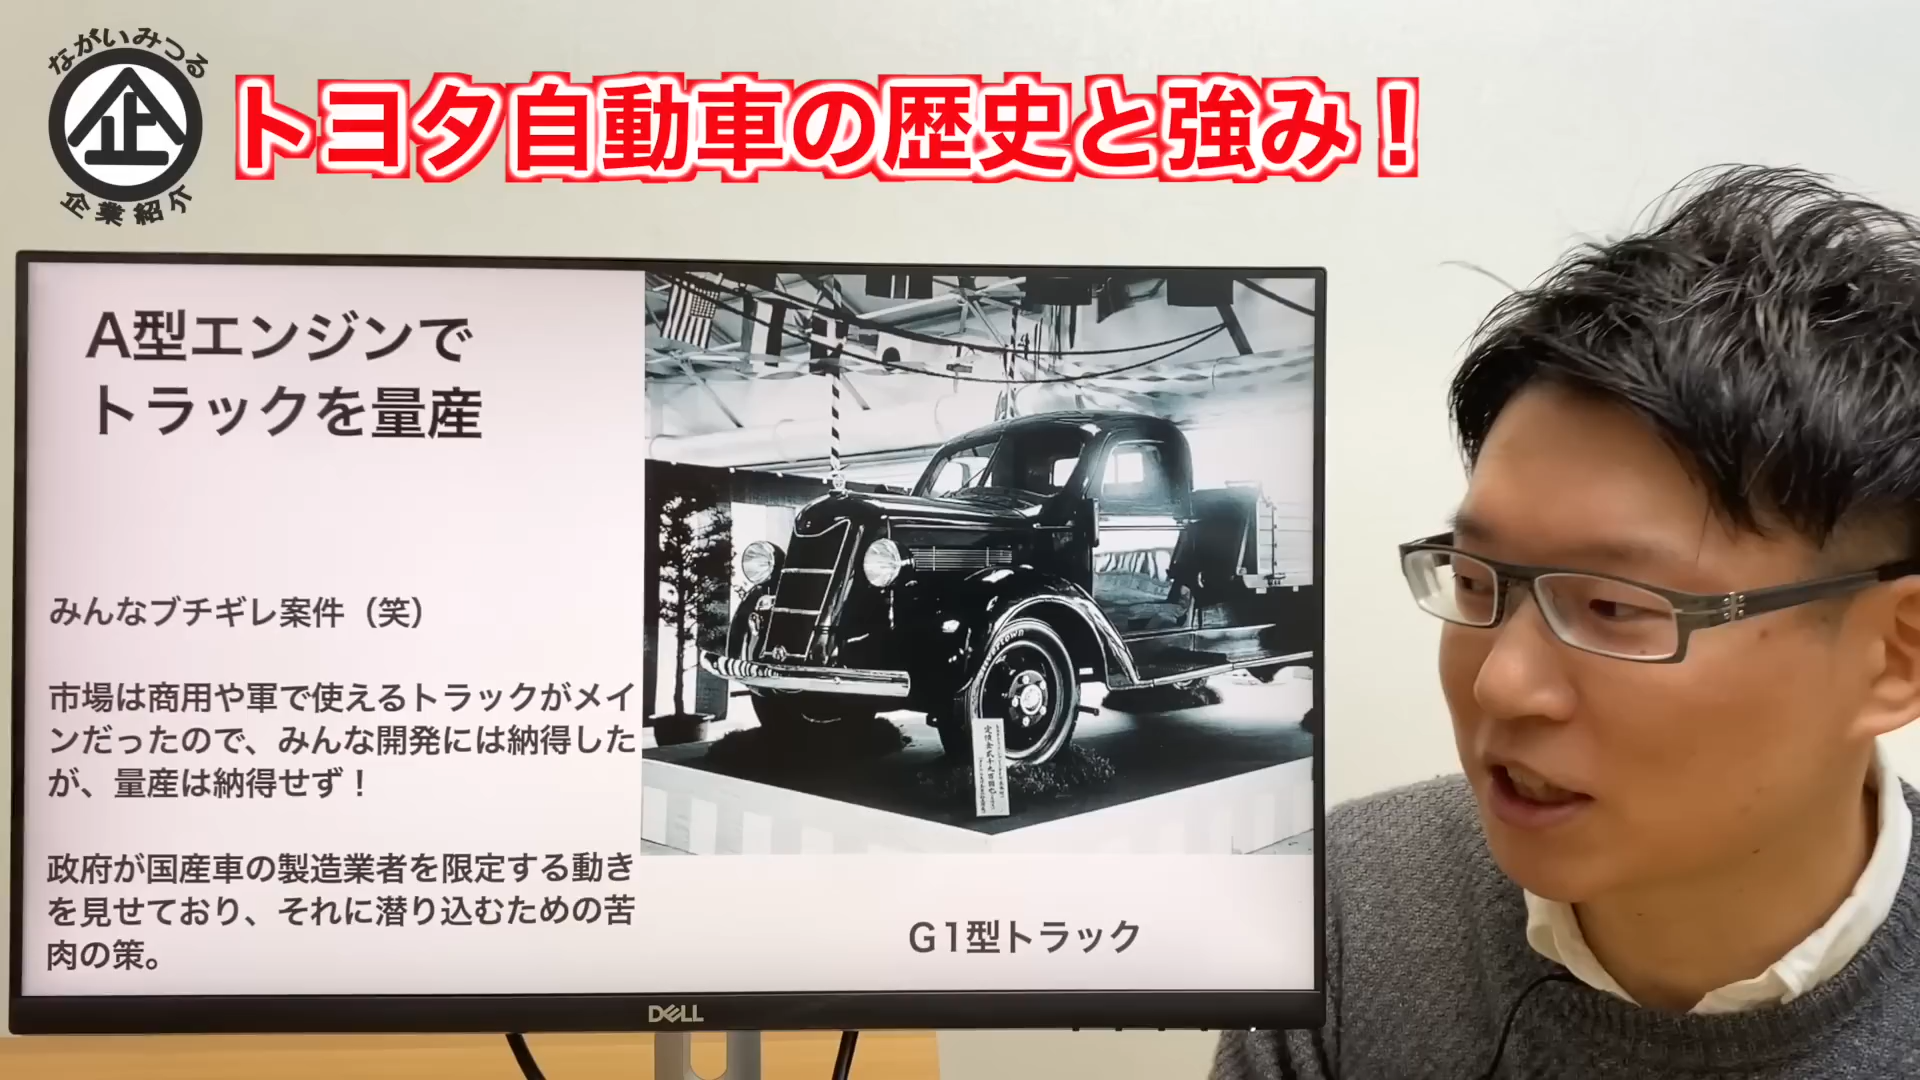 ながいみつる
企
企業紹介
トヨタ自動車の歴史と強み！
A型エンジンで
トラックを量産
みんなブチギレ案件（笑）
市場は商用や軍で使えるトラックがメイ
ンだったので、みんな開発には納得した
が、量産は納得せず！
政府が国産車の製造業者を限定する動き
を見せており、それに潜り込むための苦
肉の策。
G1型トラック
DELL